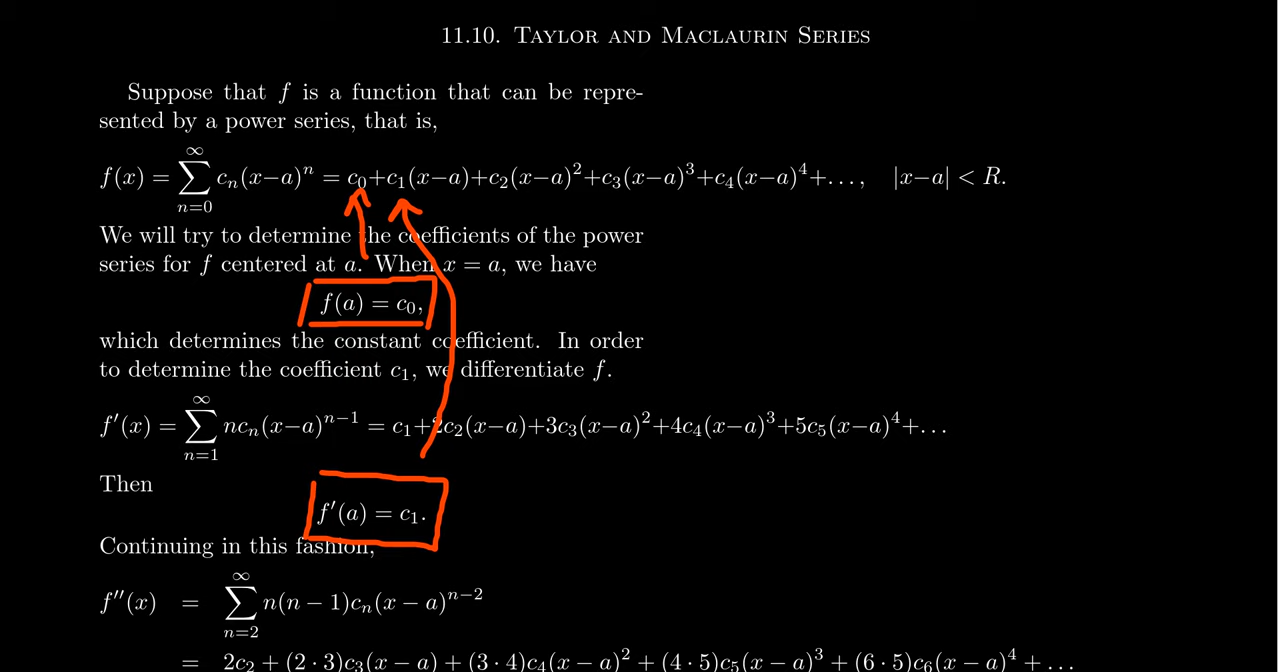 11.10. Taylor and Maclaurin Series
Suppose that f is a function that can be repre-
sented by a power series, that is,
f(x) = ∑_{n=0}^{∞} c_n(x−a)^n = c_0+c_1(x−a)+c_2(x−a)^2+c_3(x−a)^3+c_4(x−a)^4+..., |x−a| < R.
We will try to determine the coefficients of the power
series for f centered at a. When x = a, we have
f(a) = c_0,
which determines the constant coefficient. In order
to determine the coefficient c_1, we differentiate f.
f′(x) = ∑_{n=1}^{∞} nc_n(x−a)^{n−1} = c_1+2c_2(x−a)+3c_3(x−a)^2+4c_4(x−a)^3+5c_5(x−a)^4+...
Then
f′(a) = c_1.
Continuing in this fashion,
f″(x) = ∑_{n=2}^{∞} n(n − 1)c_n(x − a)^{n−2}
= 2c_2 + (2 · 3)c_3(x − a) + (3 · 4)c_4(x − a)^2 + (4 · 5)c_5(x − a)^3 + (6 · 5)c_6(x − a)^4 + ...